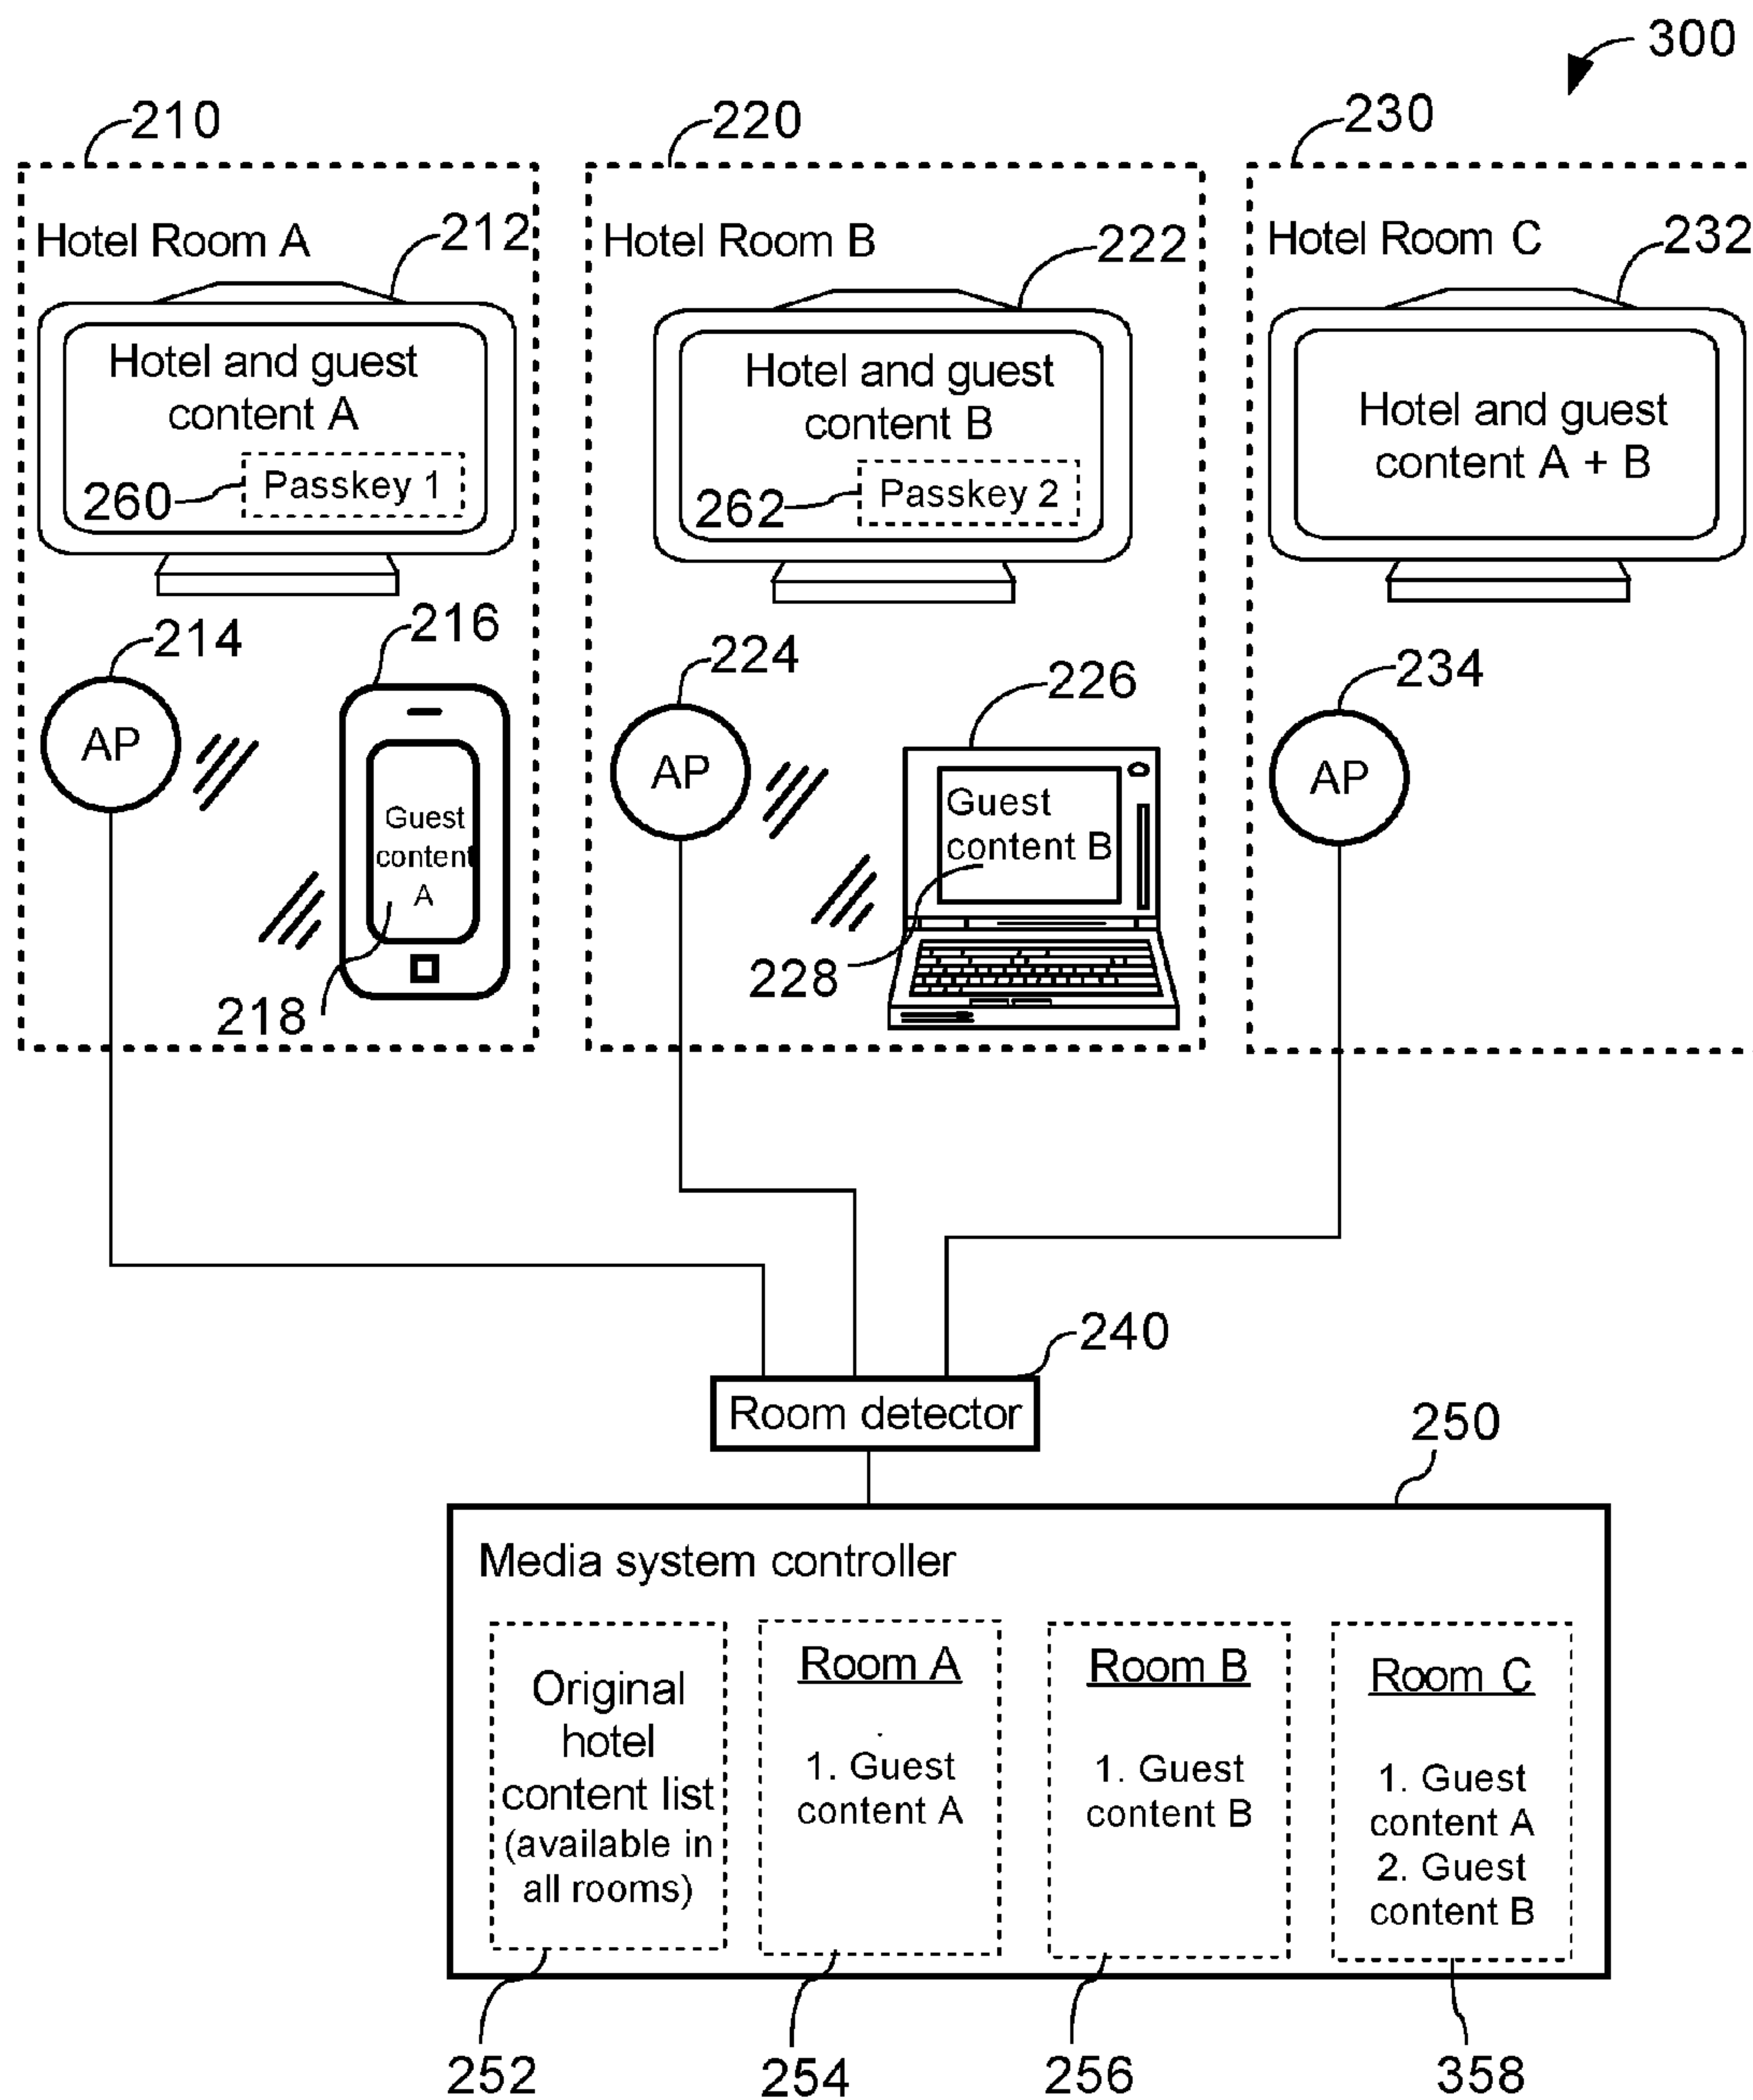 300
210
220
230
Hotel Room A
212
Hotel Room B
222
Hotel Room C
232
Hotel and guest
content A
260
Passkey 1
Hotel and guest
content B
262
Passkey 2
Hotel and guest
content A + B
214
216
224
226
234
AP
Guest
content
A
218
AP
Guest
content B
228
AP
240
Room detector
250
Media system controller
Original
hotel
content list
(available in
all rooms)
Room A
1. Guest
content A
Room B
1. Guest
content B
Room C
1. Guest
content A
2. Guest
content B
252
254
256
358